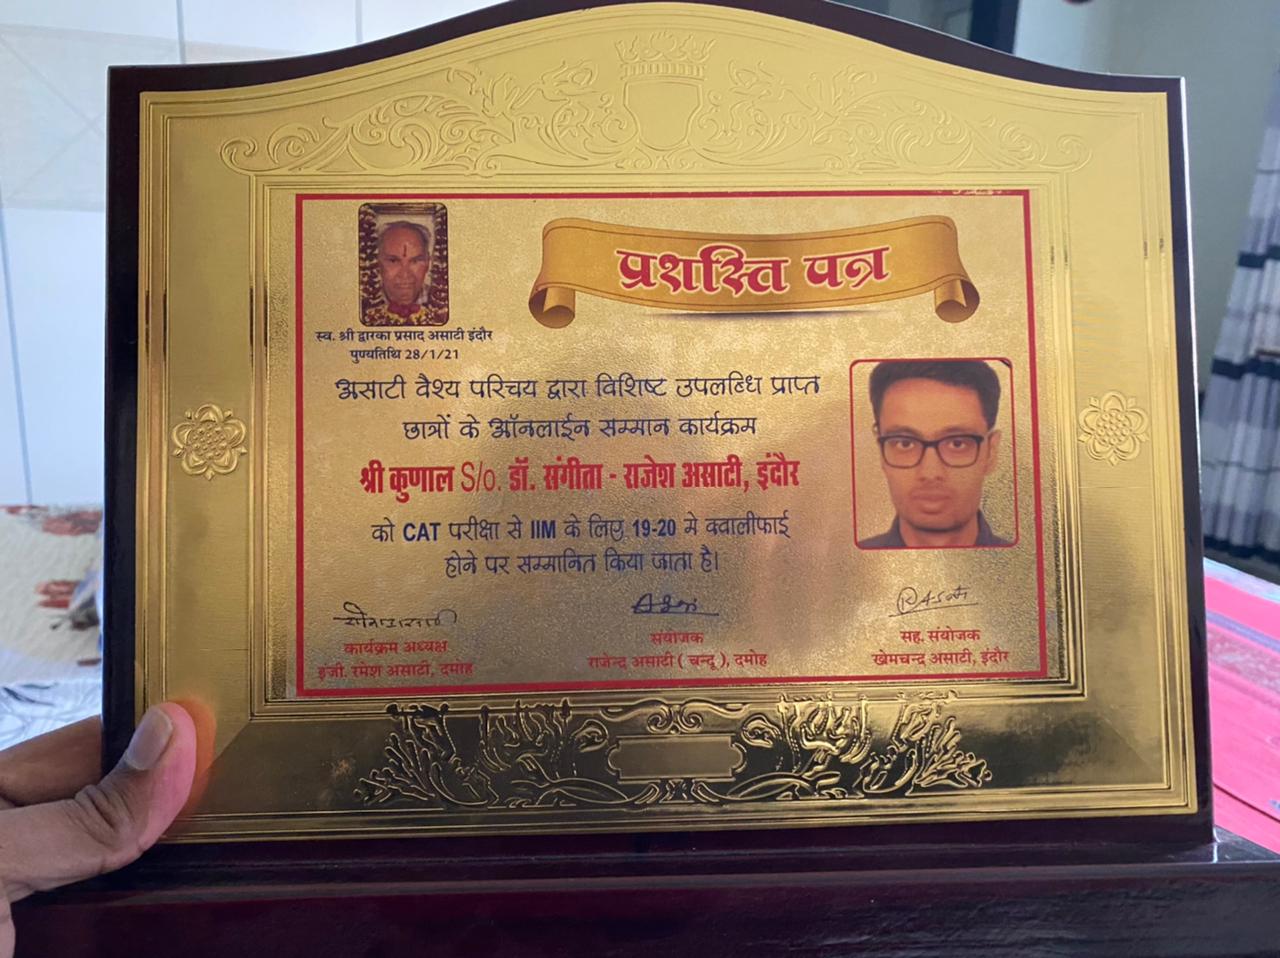 प्रशस्ति पत्र
स्व. श्री द्वारका प्रसाद असाटी इंदौर
पुण्यतिथि 28/1/21
असाटी वैश्य परिचय द्वारा विशिष्ट उपलब्धि प्राप्त
छात्रों के ऑनलाईन सम्मान कार्यक्रम
श्री कुणाल S/o. डॉ. संगीता - राजेश असाटी, इंदौर
को CAT परीक्षा से IIM के लिए 19-20 मे क्वालीफाई
होने पर सम्मानित किया जाता है।
कार्यक्रम अध्यक्ष
इंजी. रमेश असाटी, दमोह
संयोजक
राजेन्द्र असाटी ( चन्दू ), दमोह
सह. संयोजक
खेमचन्द्र असाटी, इंदौर